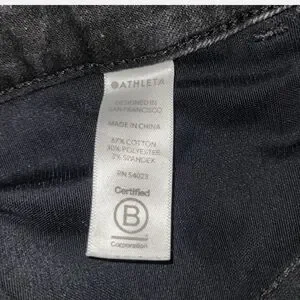 ATHLETA
DESIGNED IN
SAN FRANCISCO
MADE IN CHINA
67% COTTON
30% POLYESTER
3% SPANDEX
RN 54023
Certified
B
Corporation